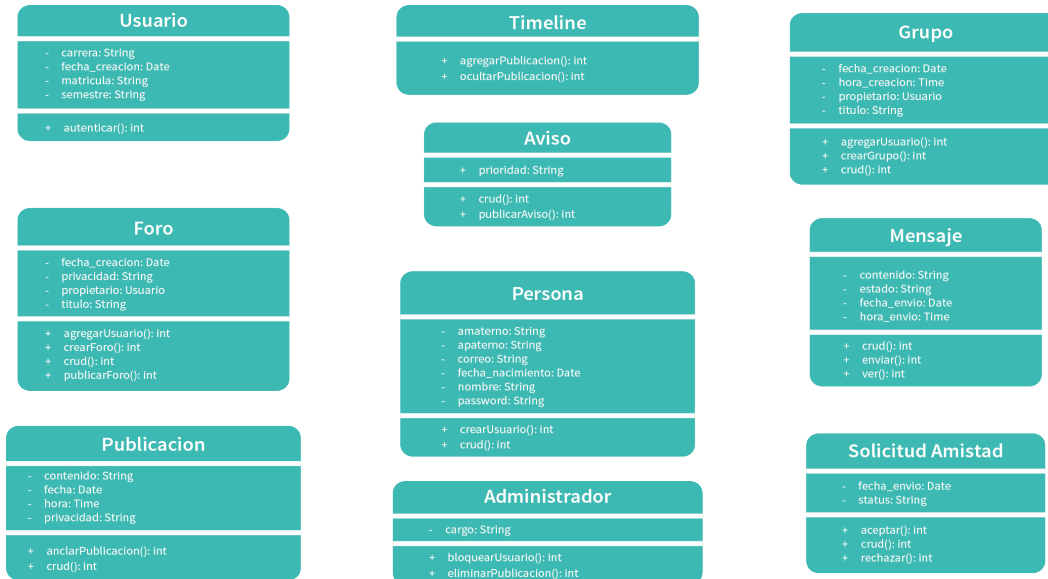 Usuario
- carrera: String
- fecha_creacion: Date
- matricula: String
- semestre: String
+ autenticar(): int
Timeline
+ agregarPublicacion(): int
+ ocultarPublicacion(): int
Grupo
- fecha_creacion: Date
- hora_creacion: Time
- propietario: Usuario
- titulo: String
+ agregarUsuario(): int
+ crearGrupo(): int
+ crud(): int
Aviso
+ prioridad: String
+ crud(): int
+ publicarAviso(): int
Foro
- fecha_creacion: Date
- privacidad: String
- propietario: Usuario
- titulo: String
+ agregarUsuario(): int
+ crearForo(): int
+ crud(): int
+ publicarForo(): int
Mensaje
- contenido: String
- estado: String
- fecha_envio: Date
- hora_envio: Time
+ crud(): int
+ enviar(): int
+ ver(): int
Persona
- amaterno: String
- apaterno: String
- correo: String
- fecha_nacimiento: Date
- nombre: String
- password: String
+ crearUsuario(): int
+ crud(): int
Publicacion
- contenido: String
- fecha: Date
- hora: Time
- privacidad: String
+ anclarPublicacion(): int
+ crud(): int
Solicitud Amistad
- fecha_envio: Date
- status: String
+ aceptar(): int
+ crud(): int
+ rechazar(): int
Administrador
- cargo: String
+ bloquearUsuario(): int
+ eliminarPublicacion(): int